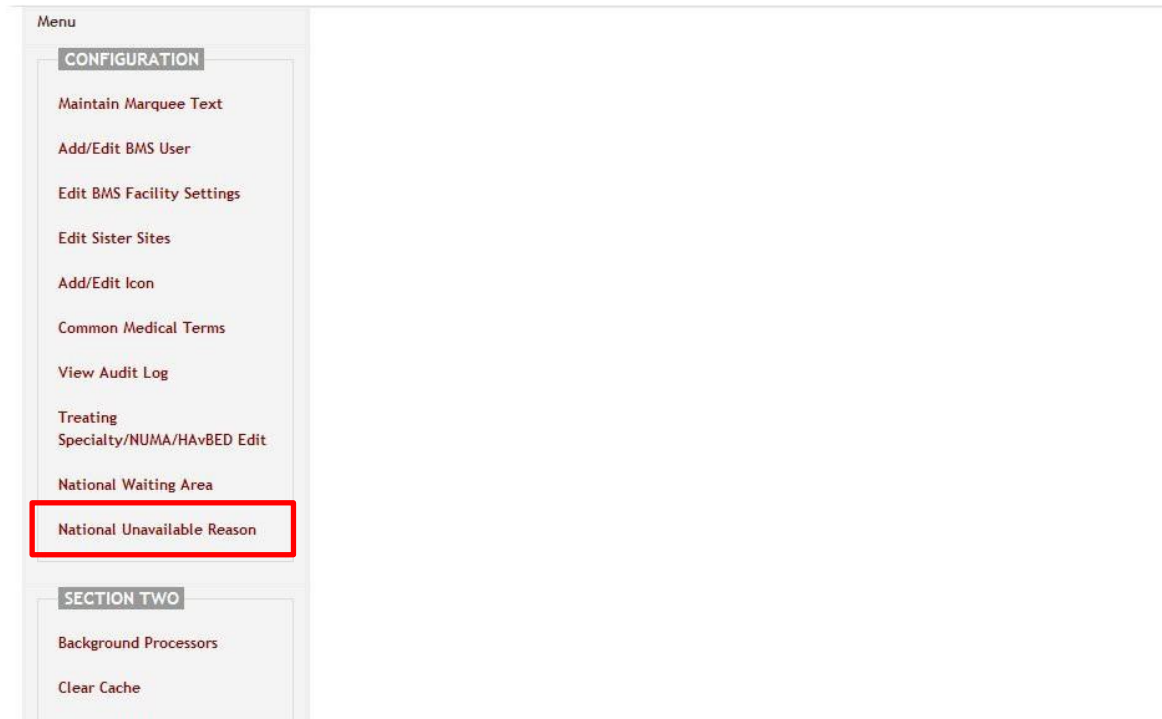 Menu
CONFIGURATION
Maintain Marquee Text
Add/Edit BMS User
Edit BMS Facility Settings
Edit Sister Sites
Add/Edit Icon
Common Medical Terms
View Audit Log
Treating
Specialty/NUMA/HAvBED Edit
National Waiting Area
National Unavailable Reason
SECTION TWO
Background Processors
Clear Cache